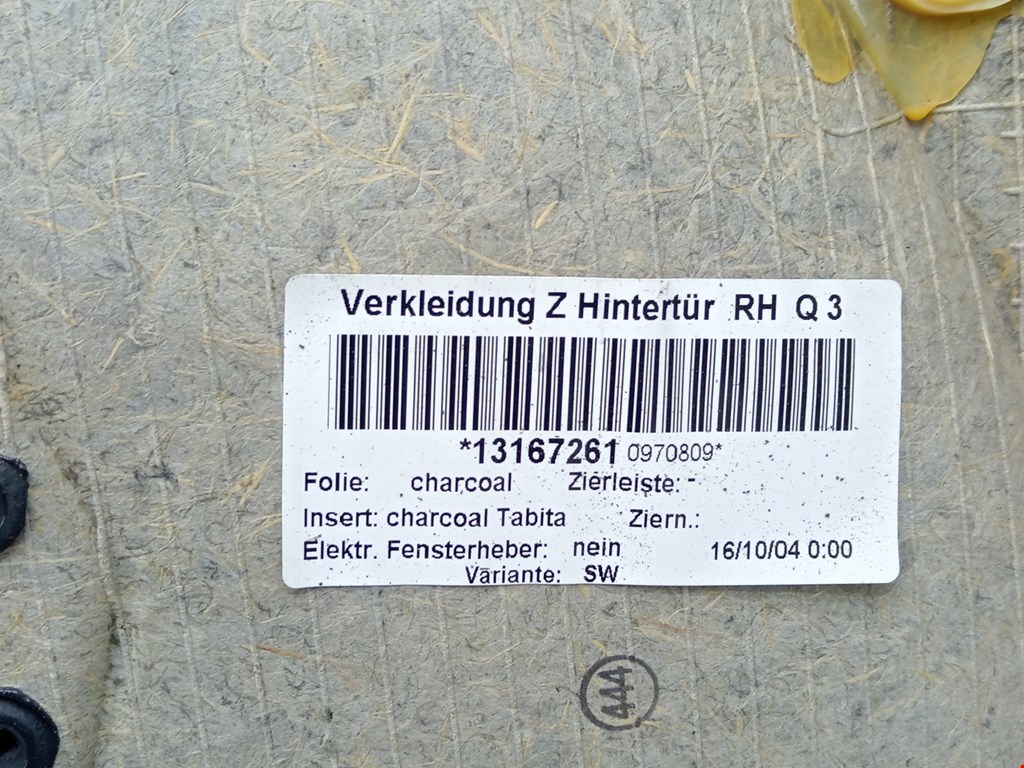 Verkleidung Z Hintertür RH Q 3
*13167261 0970809*
Folie: charcoal Zierleiste: -
Insert: charcoal Tabita Ziern.:
Elektr. Fensterheber: nein 16/10/04 0:00
Variante: SW
444